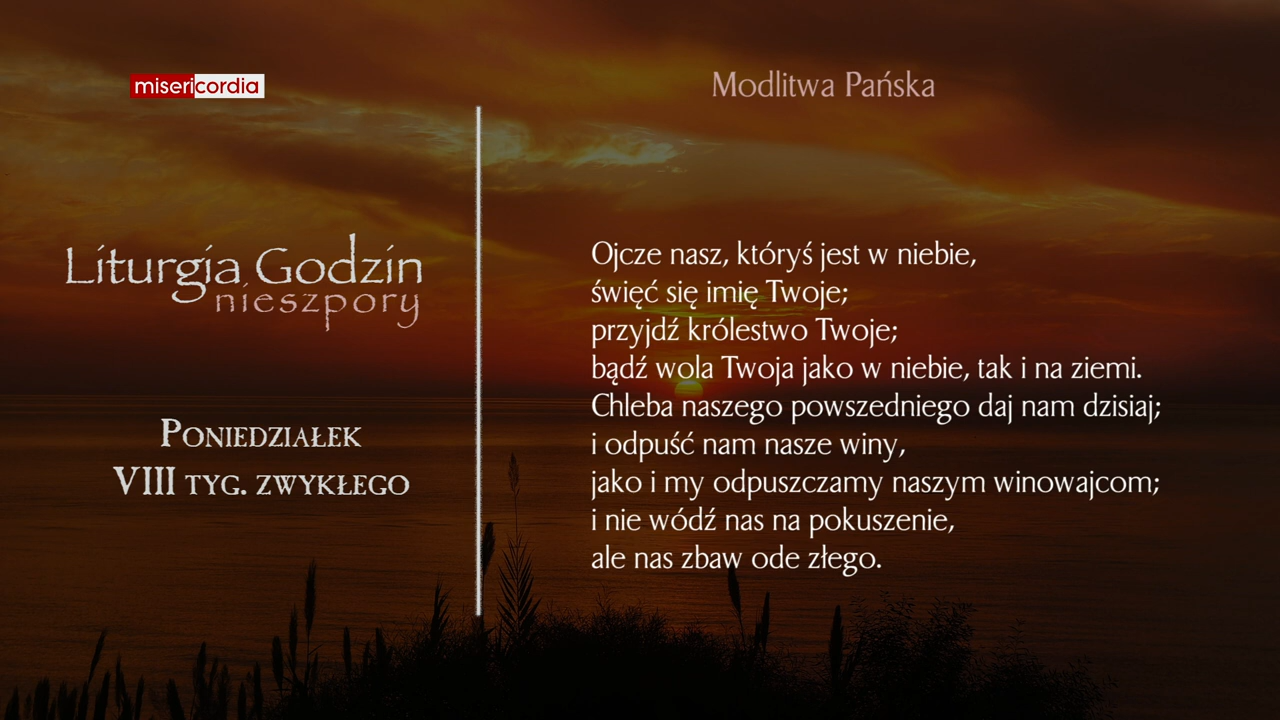 misericordia
Liturgia Godzin
nieszpory
Poniedziałek
VIII tyg. zwykłego
Modlitwa Pańska
Ojcze nasz, któryś jest w niebie,
święć się imię Twoje;
przyjdź królestwo Twoje;
bądź wola Twoja jako w niebie, tak i na ziemi.
Chleba naszego powszedniego daj nam dzisiaj;
i odpuść nam nasze winy,
jako i my odpuszczamy naszym winowajcom;
i nie wódź nas na pokuszenie,
ale nas zbaw ode złego.